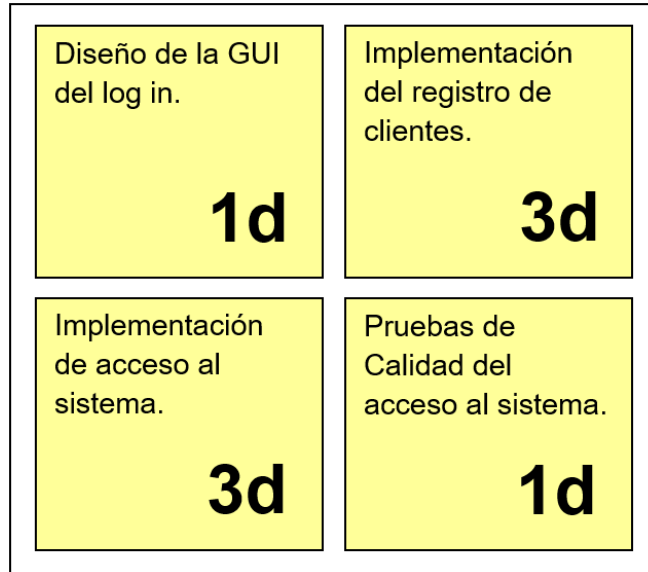 Diseño de la GUI
del log in.
1d
Implementación
del registro de
clientes.
3d
Implementación
de acceso al
sistema.
3d
Pruebas de
Calidad del
acceso al sistema.
1d